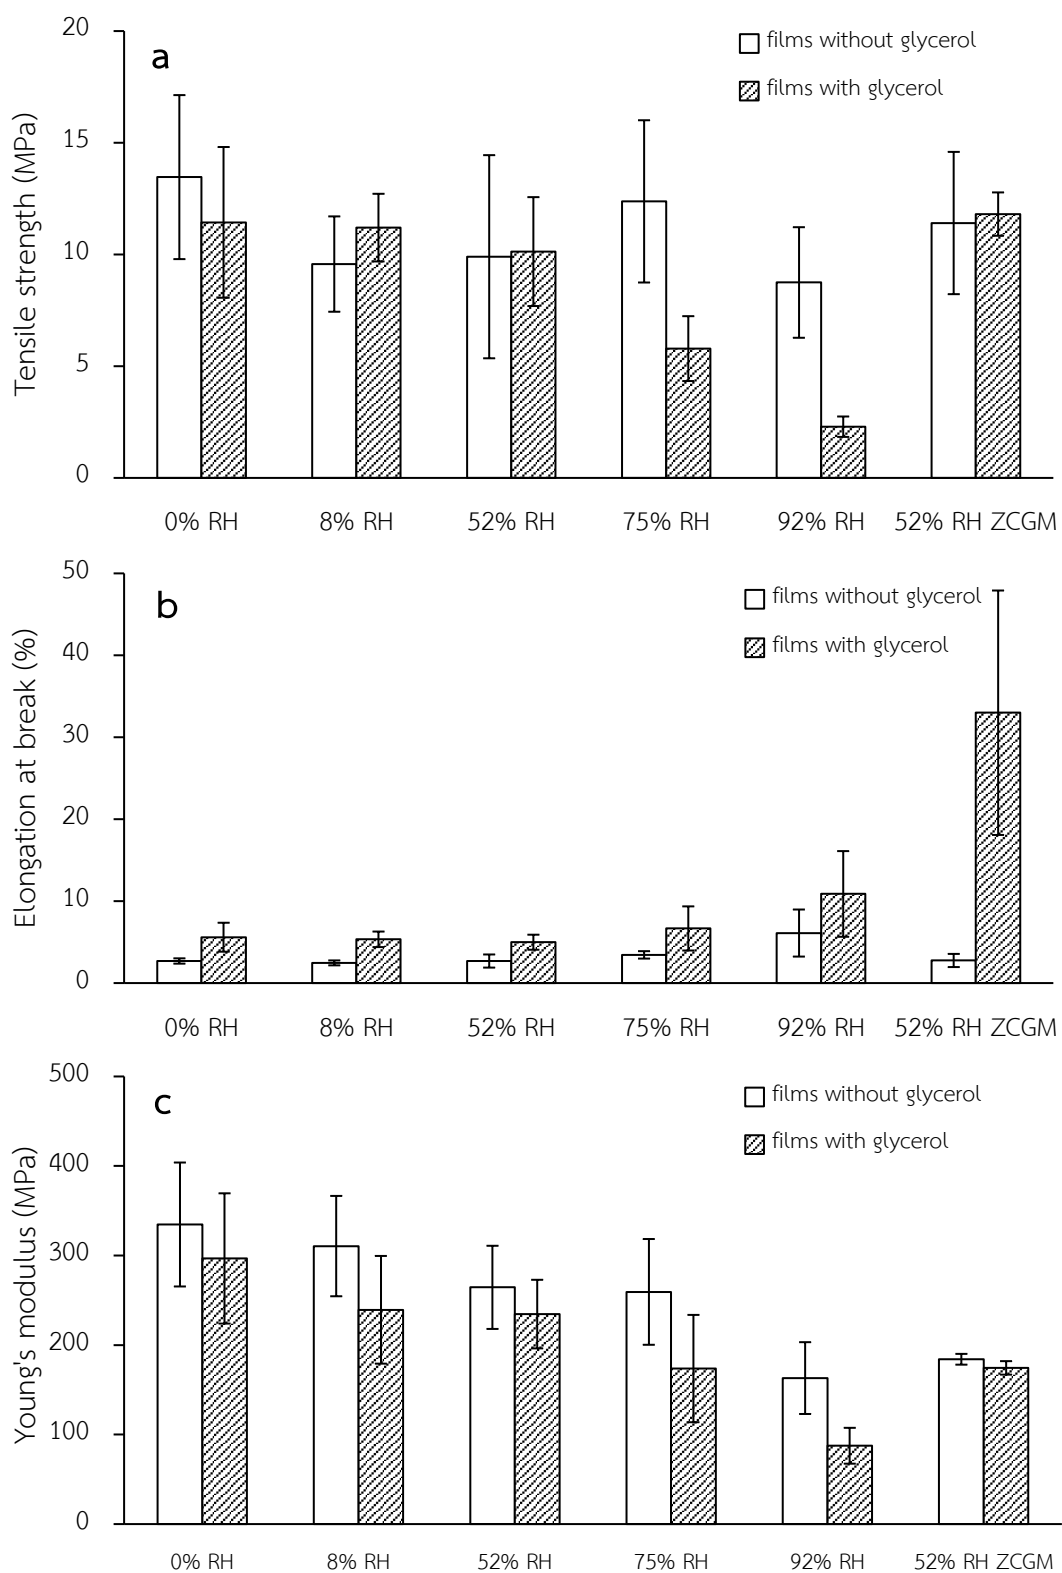 a
films without glycerol
films with glycerol
Tensile strength (MPa)
20
15
10
5
0
0% RH 8% RH 52% RH 75% RH 92% RH 52% RH ZCGM
b
films without glycerol
films with glycerol
Elongation at break (%)
50
40
30
20
10
0
0% RH 8% RH 52% RH 75% RH 92% RH 52% RH ZCGM
c
films without glycerol
films with glycerol
Young's modulus (MPa)
500
400
300
200
100
0
0% RH 8% RH 52% RH 75% RH 92% RH 52% RH ZCGM